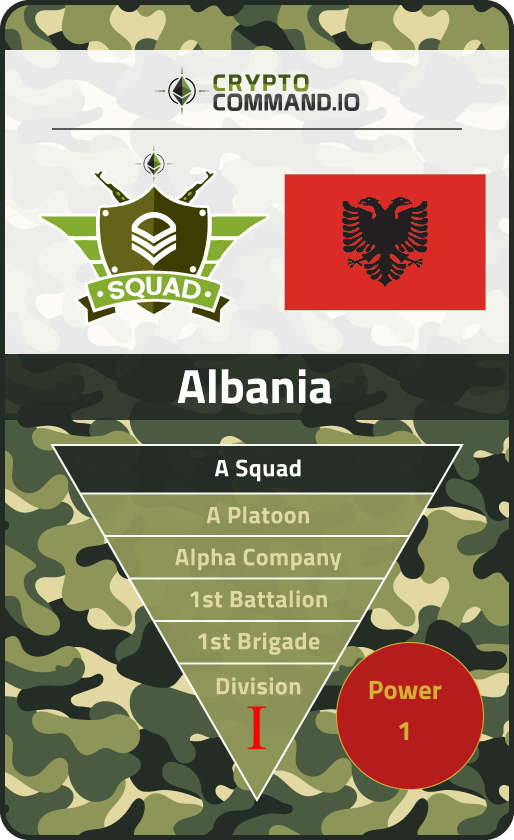 CRYPTO
COMMAND.IO
SQUAD
Albania
A Squad
A Platoon
Alpha Company
1st Battalion
1st Brigade
Division
I
Power
1